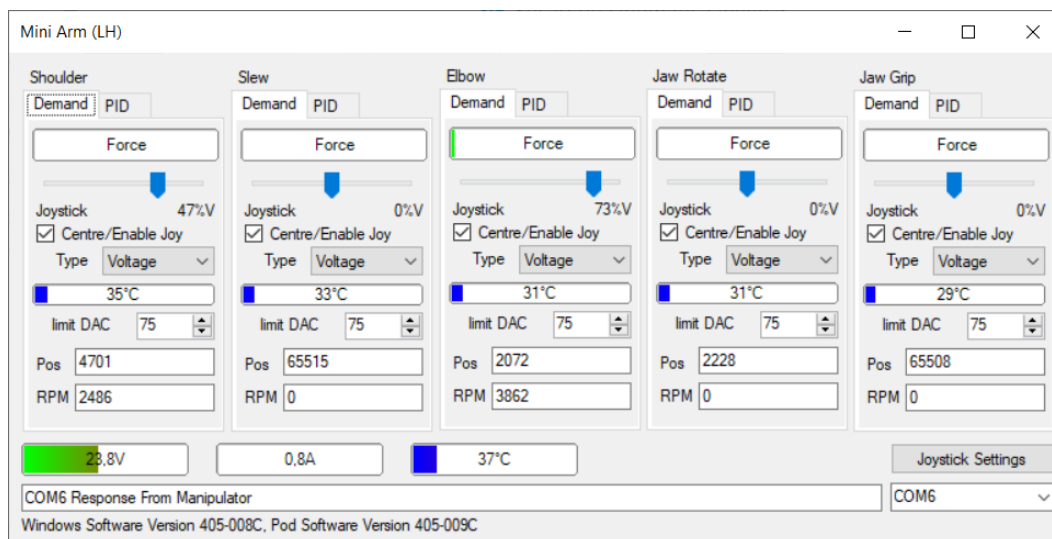 Mini Arm (LH)
Shoulder Slew Elbow Jaw Rotate Jaw Grip
Demand PID Demand PID Demand PID Demand PID Demand PID
Force Force Force Force Force
Joystick 47%V Joystick 0%V Joystick 73%V Joystick 0%V Joystick 0%V
Centre/Enable Joy Centre/Enable Joy Centre/Enable Joy Centre/Enable Joy Centre/Enable Joy
Type Voltage Type Voltage Type Voltage Type Voltage Type Voltage
35°C 33°C 31°C 31°C 29°C
limit DAC 75 limit DAC 75 limit DAC 75 limit DAC 75 limit DAC 75
Pos 4701 Pos 65515 Pos 2072 Pos 2228 Pos 65508
RPM 2486 RPM 0 RPM 3862 RPM 0 RPM 0
23,8V 0,8A 37°C Joystick Settings
COM6 Response From Manipulator COM6
Windows Software Version 405-008C, Pod Software Version 405-009C